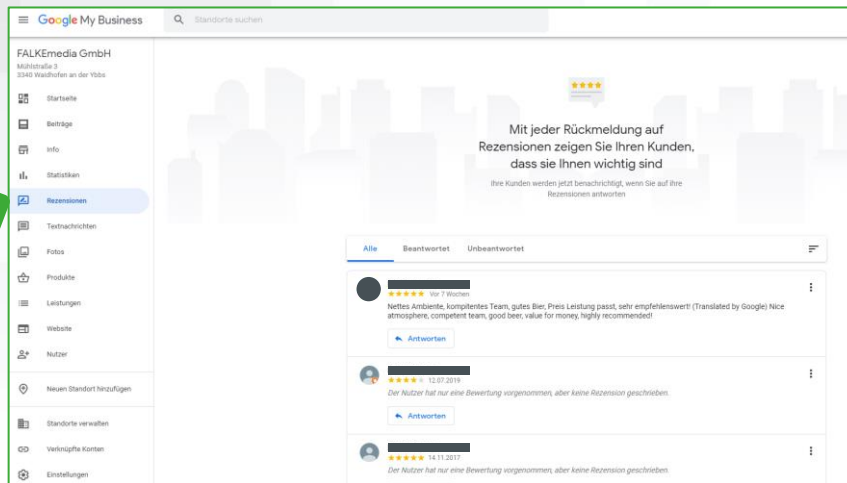 Google My Business
Standorte suchen
FALKEmedia GmbH
Mühlstraße 3
3340 Waidhofen an der Ybbs
Startseite
Beiträge
Info
Statistiken
Rezensionen
Textnachrichten
Fotos
Produkte
Leistungen
Website
Nutzer
Neuen Standort hinzufügen
Standorte verwalten
Verknüpfte Konten
Einstellungen
Mit jeder Rückmeldung auf
Rezensionen zeigen Sie Ihren Kunden,
dass sie Ihnen wichtig sind
Ihre Kunden werden jetzt benachrichtigt, wenn Sie auf ihre
Rezensionen antworten
Alle Beantwortet Unbeantwortet
Vor 7 Wochen
Nettes Ambiente, kompitentes Team, gutes Bier, Preis Leistung passt, sehr empfehlenswert! (Translated by Google) Nice
atmosphere, competent team, good beer, value for money, highly recommended!
Antworten
12.07.2019
Der Nutzer hat nur eine Bewertung vorgenommen, aber keine Rezension geschrieben.
Antworten
14.11.2017
Der Nutzer hat nur eine Bewertung vorgenommen, aber keine Rezension geschrieben.